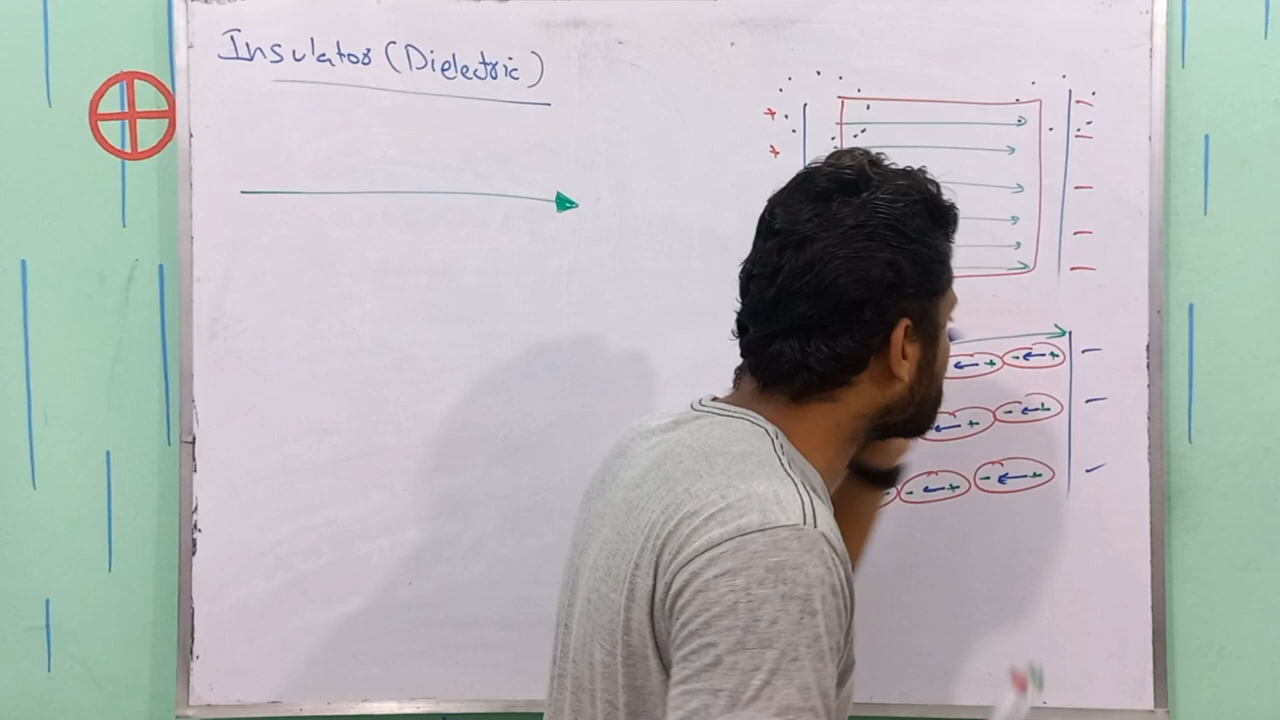 Insulator (Dielectric)
+ -
-
+
-
-
-
- + - + -
- + - + -
- + - + -